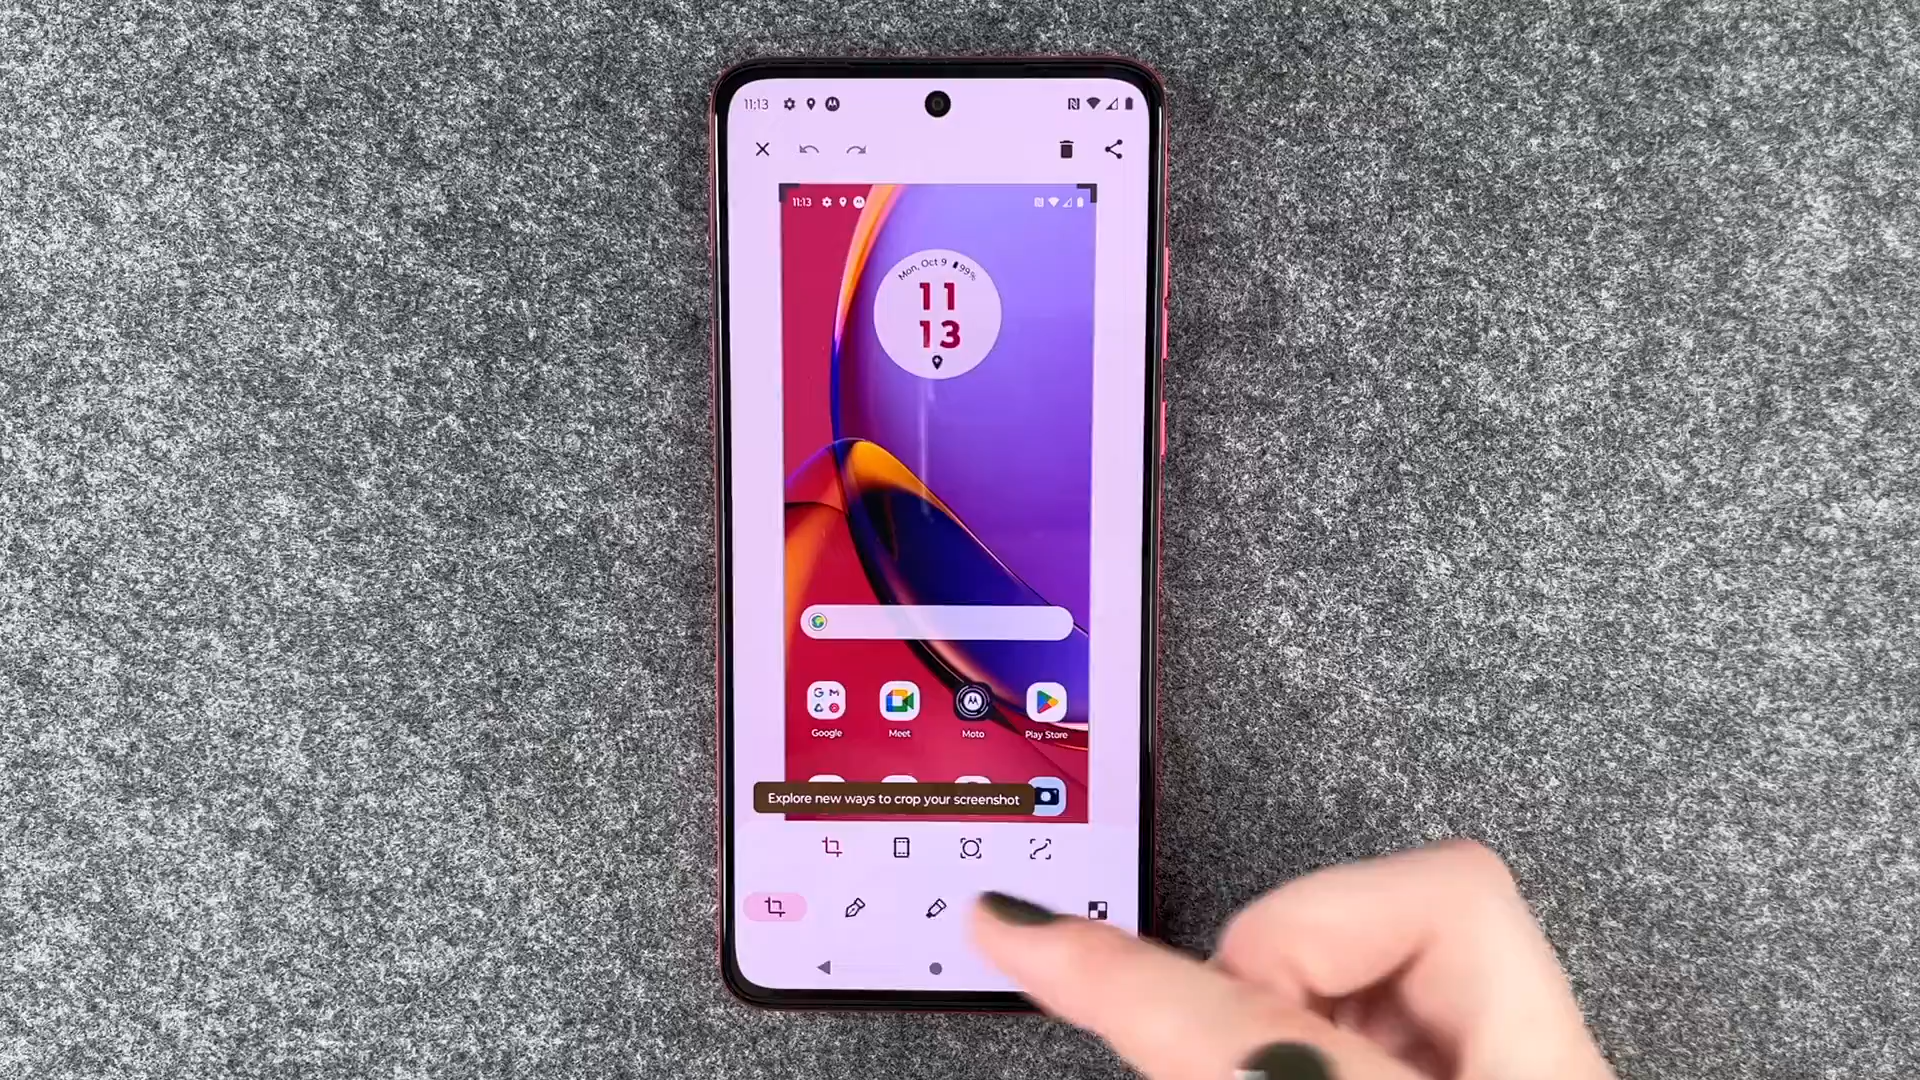 11:13
11:13
Mon, Oct 9 99%
11
13
Google Meet Moto Play Store
Explore new ways to crop your screenshot